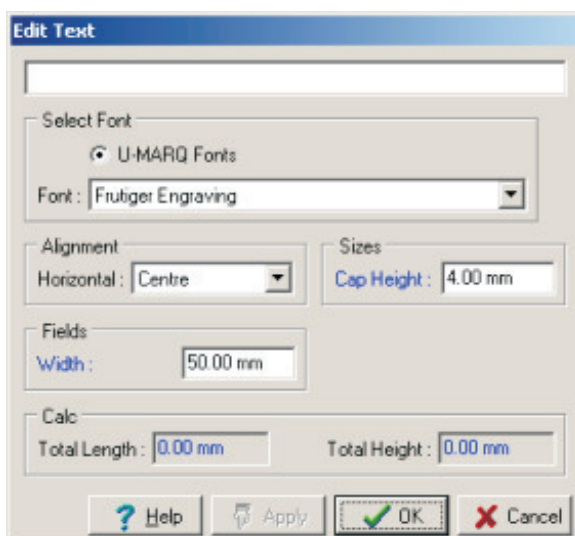 Edit Text
Select Font
U-MARQ Fonts
Font : Frutiger Engraving
Alignment
Horizontal : Centre
Sizes
Cap Height : 4.00 mm
Fields
Width : 50.00 mm
Calc
Total Length : 0.00 mm Total Height : 0.00 mm
? Help Apply OK Cancel